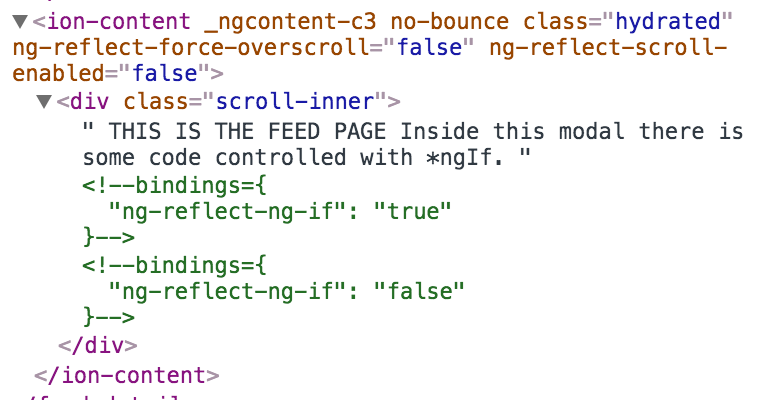 ▼<ion-content _ngcontent-c3 no-bounce class="hydrated"
ng-reflect-force-overscroll="false" ng-reflect-scroll-
enabled="false">
▼<div class="scroll-inner">
" THIS IS THE FEED PAGE Inside this modal there is
some code controlled with *ngIf. "
<!--bindings={
"ng-reflect-ng-if": "true"
}-->
<!--bindings={
"ng-reflect-ng-if": "false"
}-->
</div>
</ion-content>